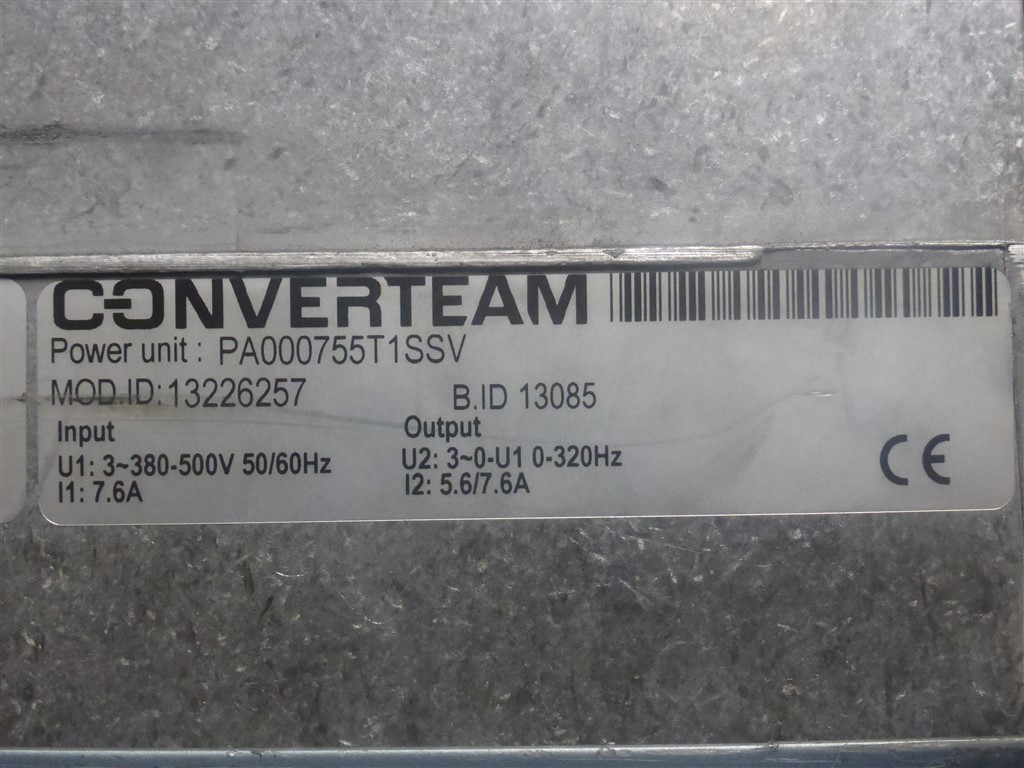 CONVERTEAM
Power unit : PA000755T1SSV
MOD.ID: 13226257 B.ID 13085
Input Output
U1: 3~380-500V 50/60Hz U2: 3~0-U1 0-320Hz
I1: 7.6A I2: 5.6/7.6A
CE